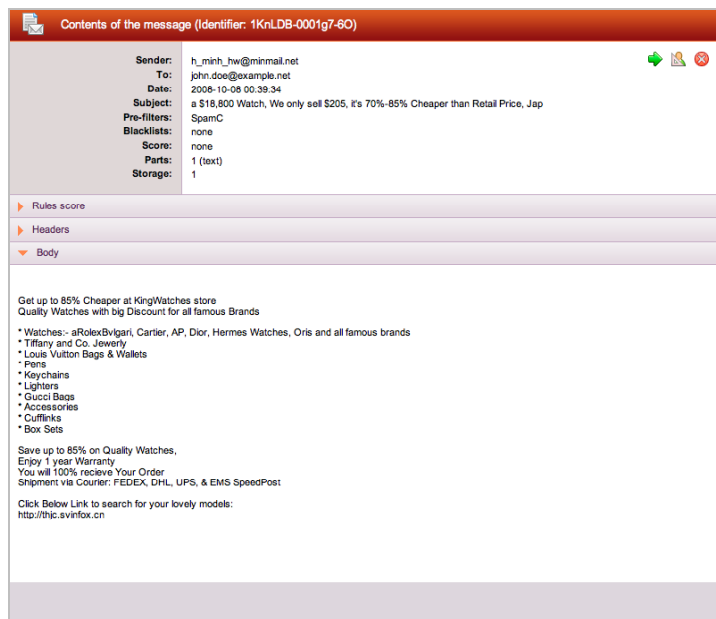 Contents of the message (Identifier: 1KnLDB-0001g7-6O)
Sender: h_minh_hw@minmail.net
To: john.doe@example.net
Date: 2008-10-08 00:39:34
Subject: a $18,800 Watch, We only sell $205, it's 70%-85% Cheaper than Retail Price, Jap
Pre-filters: SpamC
Blacklists: none
Score: none
Parts: 1 (text)
Storage: 1
Rules score
Headers
Body
Get up to 85% Cheaper at KingWatches store
Quality Watches with big Discount for all famous Brands
* Watches:- aRolexBvlgari, Cartier, AP, Dior, Hermes Watches, Oris and all famous brands
* Tiffany and Co. Jewerly
* Louis Vuitton Bags & Wallets
* Pens
* Keychains
* Lighters
* Gucci Bags
* Accessories
* Cufflinks
* Box Sets
Save up to 85% on Quality Watches,
Enjoy 1 year Warranty
You will 100% recieve Your Order
Shipment via Courier: FEDEX, DHL, UPS, & EMS SpeedPost
Click Below Link to search for your lovely models:
http://thjc.svinfox.cn